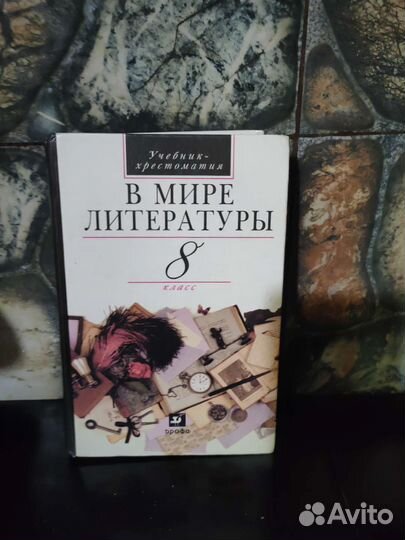 Учебник-
хрестоматия
В МИРЕ
ЛИТЕРАТУРЫ
8
класс
дрофа
Avito